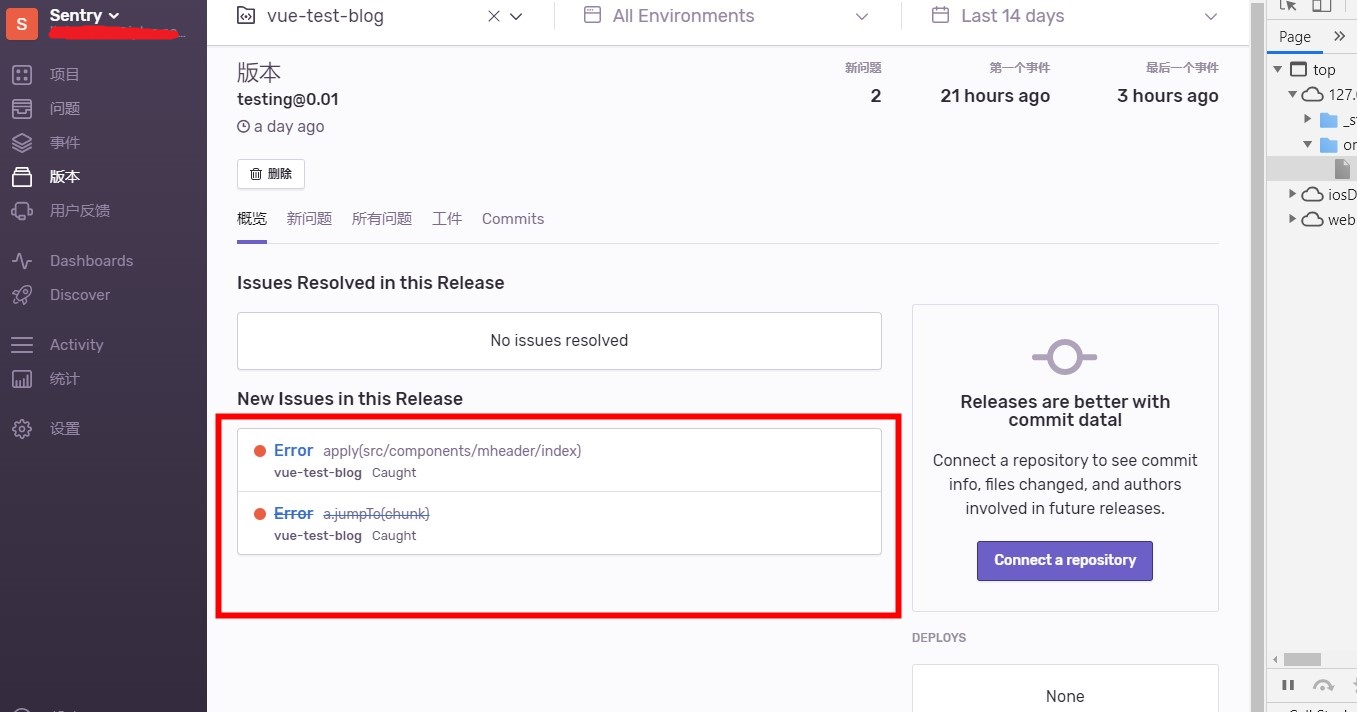 S
Sentry
项目
问题
事件
版本
用户反馈
Dashboards
Discover
Activity
统计
设置
vue-test-blog
All Environments
Last 14 days
版本
testing@0.01
a day ago
新问题
2
第一个事件
21 hours ago
最后一个事件
3 hours ago
删除
概览 新问题 所有问题 工件 Commits
Issues Resolved in this Release
No issues resolved
New Issues in this Release
Error apply(src/components/mheader/index)
vue-test-blog Caught
Error a.jumpTo(chunk)
vue-test-blog Caught
Releases are better with
commit data!
Connect a repository to see commit
info, files changed, and authors
involved in future releases.
Connect a repository
DEPLOYS
None
Page
top
127.
_s
or
iosD
web